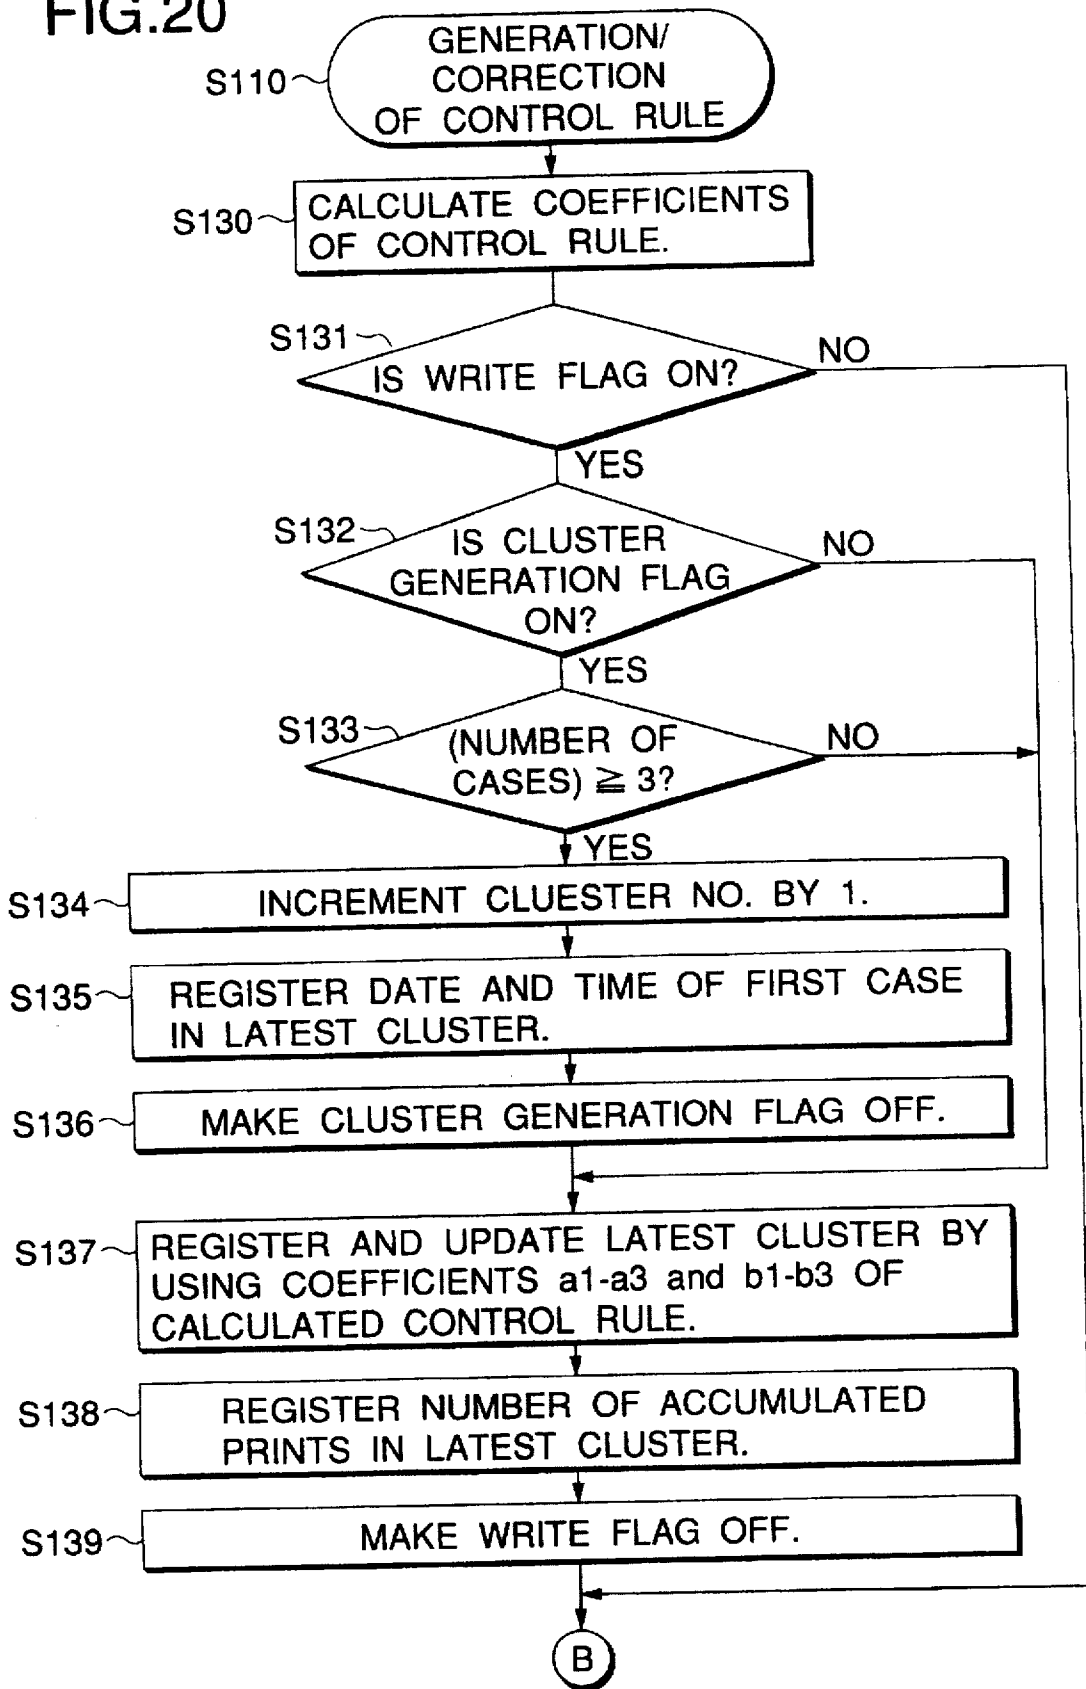 FIG.20
GENERATION/
CORRECTION
OF CONTROL RULE
S110
CALCULATE COEFFICIENTS
OF CONTROL RULE.
S130
S131
IS WRITE FLAG ON?
NO
YES
S132
IS CLUSTER
GENERATION FLAG
ON?
NO
YES
S133
(NUMBER OF
CASES) ≧ 3?
NO
YES
S134
INCREMENT CLUESTER NO. BY 1.
S135
REGISTER DATE AND TIME OF FIRST CASE
IN LATEST CLUSTER.
S136
MAKE CLUSTER GENERATION FLAG OFF.
S137
REGISTER AND UPDATE LATEST CLUSTER BY
USING COEFFICIENTS a1-a3 and b1-b3 OF
CALCULATED CONTROL RULE.
S138
REGISTER NUMBER OF ACCUMULATED
PRINTS IN LATEST CLUSTER.
S139
MAKE WRITE FLAG OFF.
B